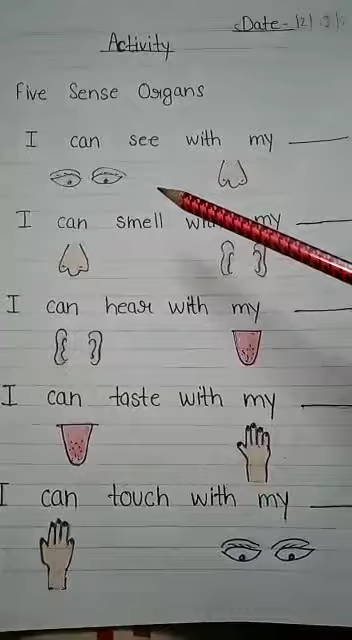 Date - 12/
Activity
Five Sense Organs
I can see with my
I can smell with my
I can hear with my
I can taste with my
I can touch with my